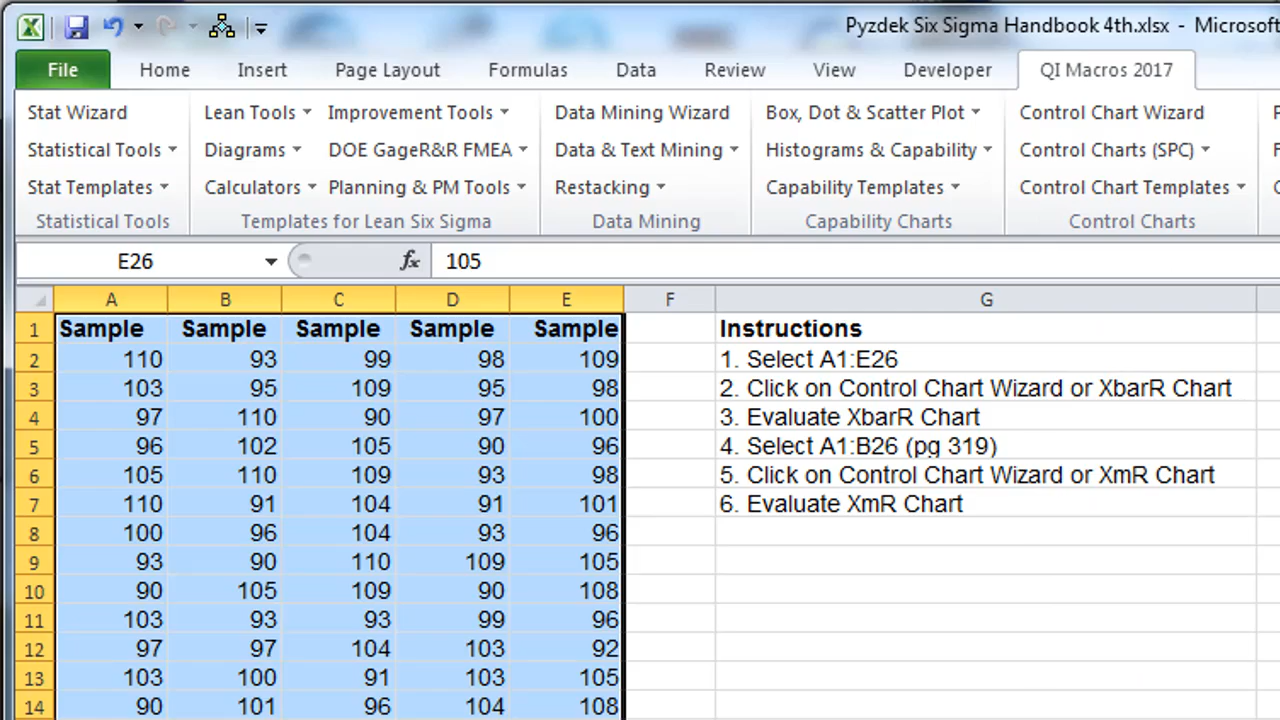 Pyzdek Six Sigma Handbook 4th.xlsx - Microsoft
File Home Insert Page Layout Formulas Data Review View Developer QI Macros 2017
Stat Wizard Lean Tools Improvement Tools Data Mining Wizard Box, Dot & Scatter Plot Control Chart Wizard
Statistical Tools Diagrams DOE GageR&R FMEA Data & Text Mining Histograms & Capability Control Charts (SPC)
Stat Templates Calculators Planning & PM Tools Restacking Capability Templates Control Chart Templates
Statistical Tools Templates for Lean Six Sigma Data Mining Capability Charts Control Charts
E26 fx 105
A B C D E F G
1 Sample Sample Sample Sample Sample Instructions
2 110 93 99 98 109 1. Select A1:E26
3 103 95 109 95 98 2. Click on Control Chart Wizard or XbarR Chart
4 97 110 90 97 100 3. Evaluate XbarR Chart
5 96 102 105 90 96 4. Select A1:B26 (pg 319)
6 105 110 109 93 98 5. Click on Control Chart Wizard or XmR Chart
7 110 91 104 91 101 6. Evaluate XmR Chart
8 100 96 104 93 96
9 93 90 110 109 105
10 90 105 109 90 108
11 103 93 93 99 96
12 97 97 104 103 92
13 103 100 91 103 105
14 90 101 96 104 108